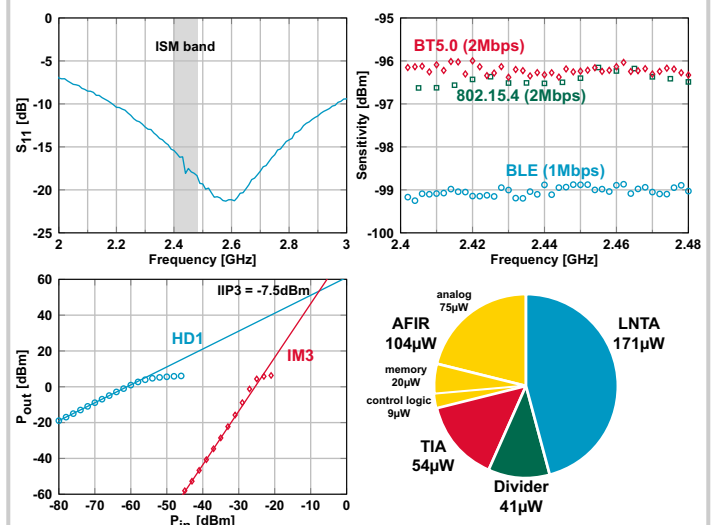 0
-5
-10
-15
-20
-25
S11 [dB]
ISM band
2
2.2
2.4
2.6
2.8
3
Frequency [GHz]
-95
-96
-97
-98
-99
-100
Sensitivity [dBm]
BT5.0 (2Mbps)
802.15.4 (2Mbps)
BLE (1Mbps)
2.4
2.42
2.44
2.46
2.48
Frequency [GHz]
60
40
20
0
-20
-40
-60
Pout [dBm]
IIP3 = -7.5dBm
HD1
IM3
-80
-70
-60
-50
-40
-30
-20
-10
0
Pin [dBm]
analog
75µW
AFIR
104µW
memory
20µW
control logic
9µW
TIA
54µW
Divider
41µW
LNTA
171µW